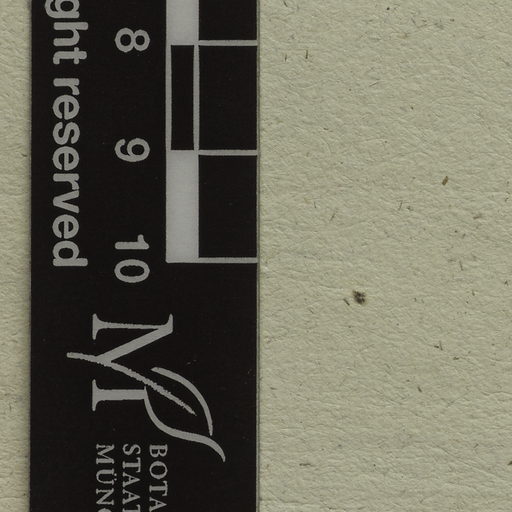 ght reserved
8
9
10
M
BOTA
STAAT
MÜNC